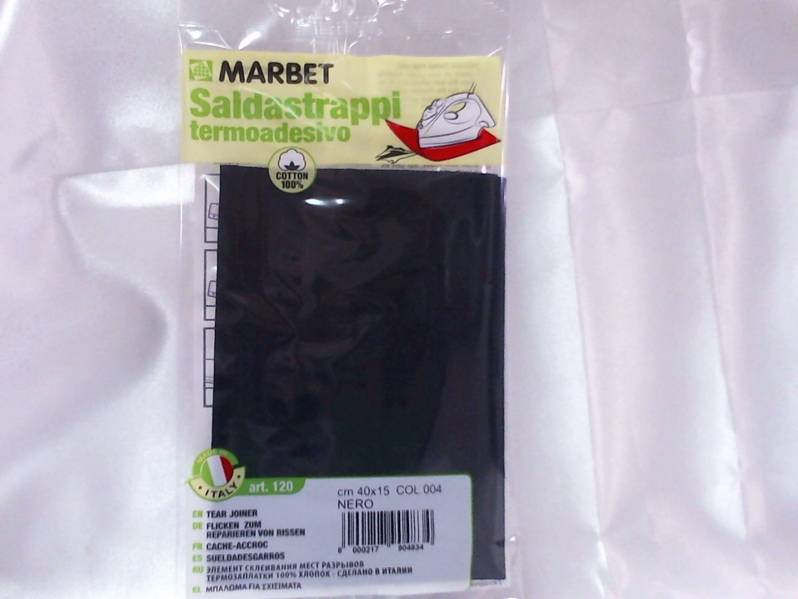 MARBET
Saldastrappi
termoadesivo
COTTON
100%
MADE IN
ITALY
art. 120
cm 40x15 COL 004
NERO
8 000217 904834
EN TEAR JOINER
DE FLICKEN ZUM
REPARIEREN VON RISSEN
FR CACHE-ACCROC
ES SUELDADESGARROS
RU ЭЛЕМЕНТ СКЛЕИВАНИЯ МЕСТ РАЗРЫВОВ
ТЕРМОЗАПЛАТКИ 100% ХЛОПОК - СДЕЛАНО В ИТАЛИИ
EL ΜΠΑΛΩΜΑ ΓΙΑ ΣΧΙΣΙΜΑΤΑ